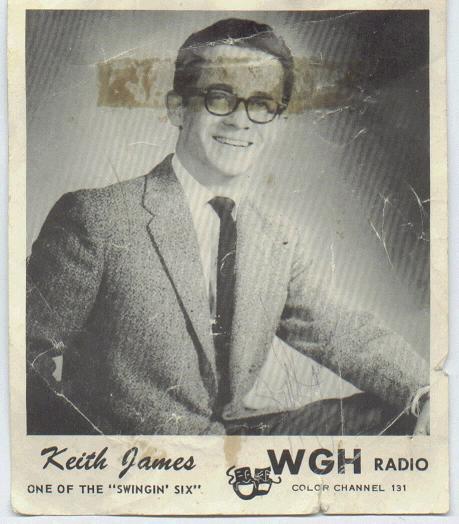 Keith James
ONE OF THE "SWINGIN' SIX"
WGH RADIO
COLOR CHANNEL 131